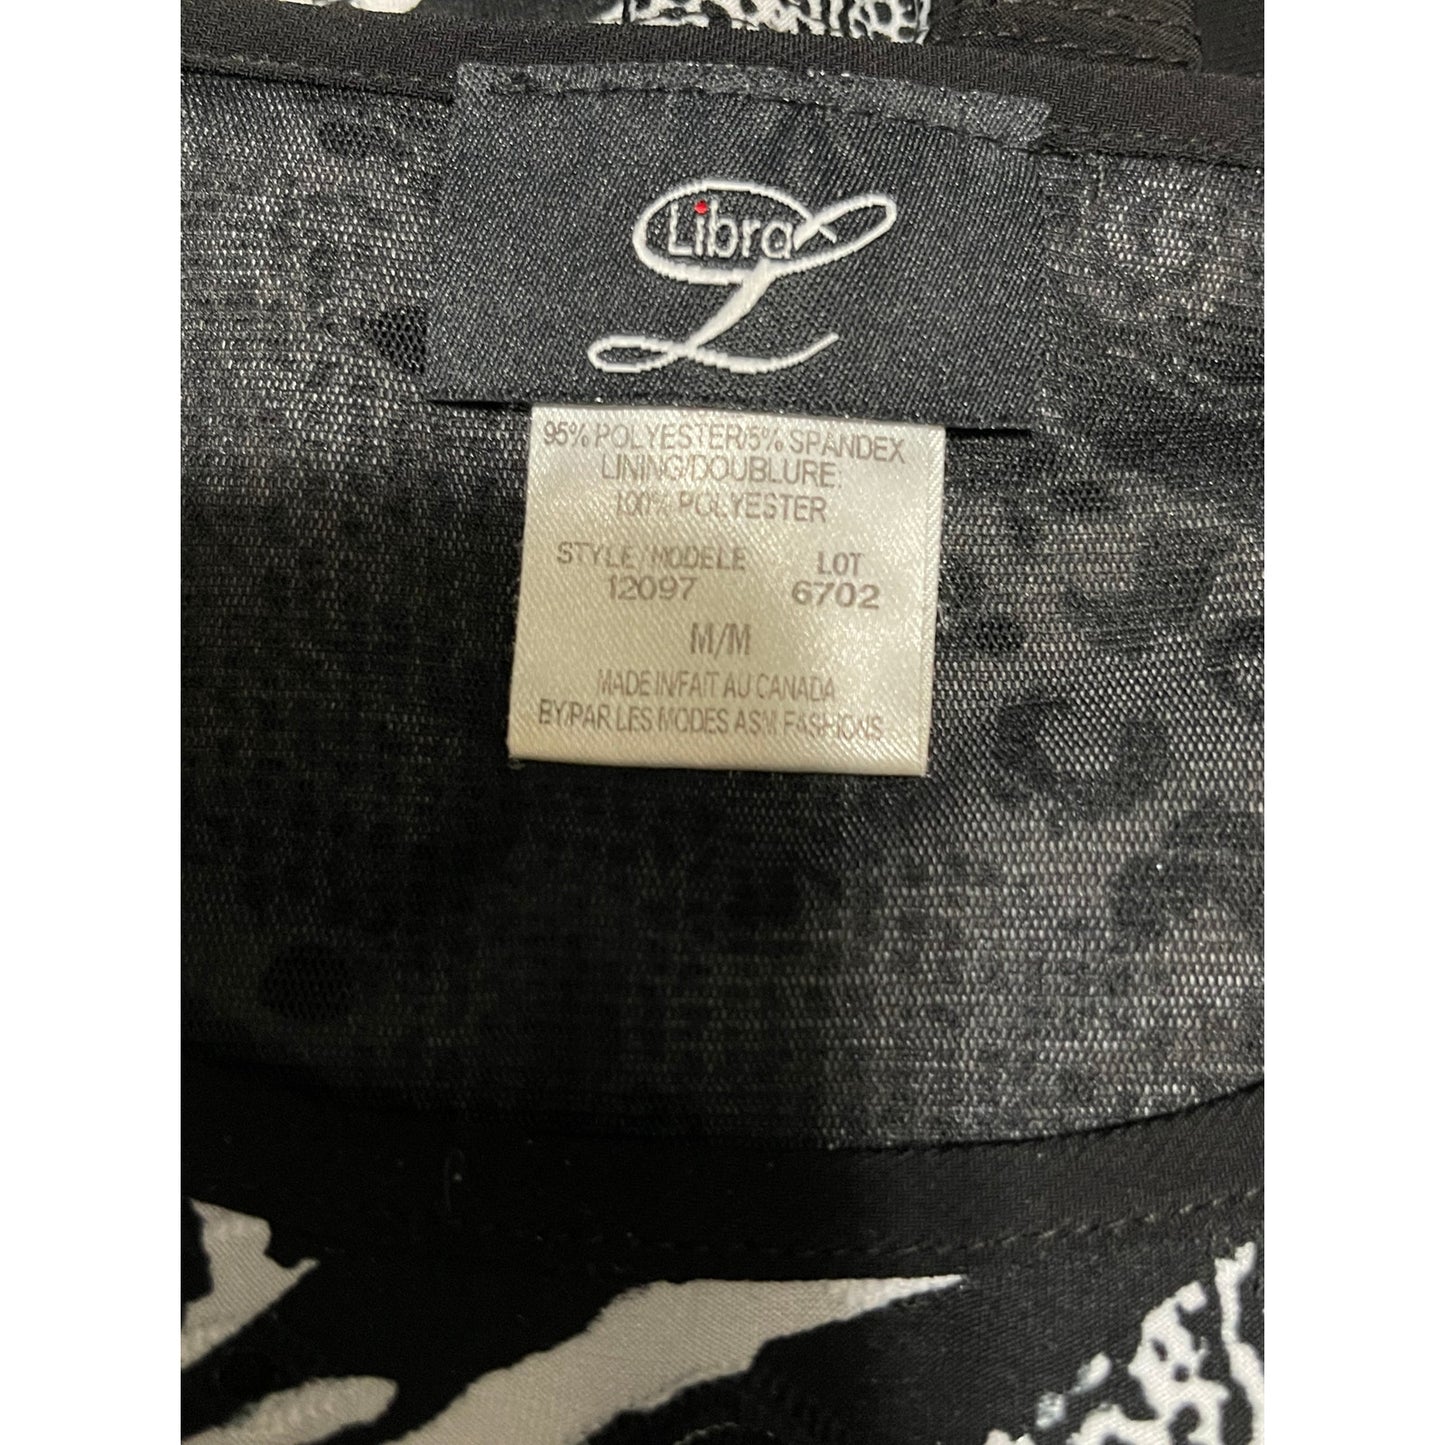 Libra
L
95% POLYESTER/5% SPANDEX
LINING/DOUBLURE:
100% POLYESTER
STYLE/MODELE LOT
12097 6702
M/M
MADE IN/FAIT AU CANADA
BY/PAR LES MODES ASM FASHIONS